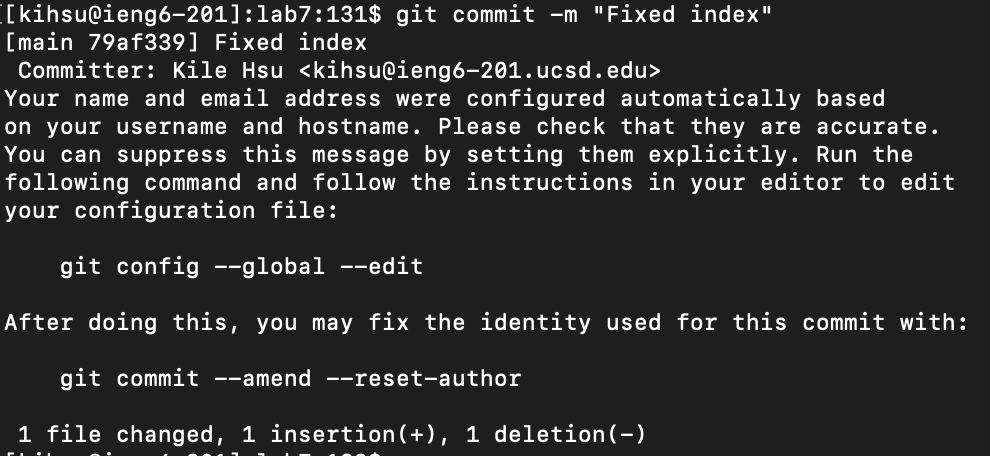 [[kihsu@ieng6-201]:lab7:131$ git commit -m "Fixed index"
[main 79af339] Fixed index
 Committer: Kile Hsu <kihsu@ieng6-201.ucsd.edu>
Your name and email address were configured automatically based
on your username and hostname. Please check that they are accurate.
You can suppress this message by setting them explicitly. Run the
following command and follow the instructions in your editor to edit
your configuration file:

    git config --global --edit

After doing this, you may fix the identity used for this commit with:

    git commit --amend --reset-author

 1 file changed, 1 insertion(+), 1 deletion(-)